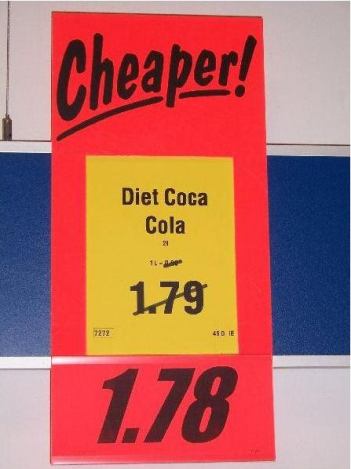 Cheaper!
Diet Coca
Cola
2l
1.79
7272
1.78